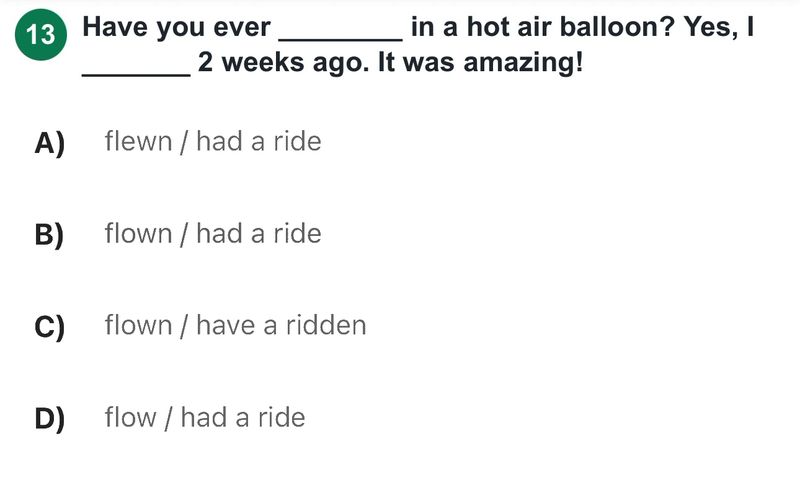 13 Have you ever ________ in a hot air balloon? Yes, I
_______ 2 weeks ago. It was amazing!
A) flewn / had a ride
B) flown / had a ride
C) flown / have a ridden
D) flow / had a ride